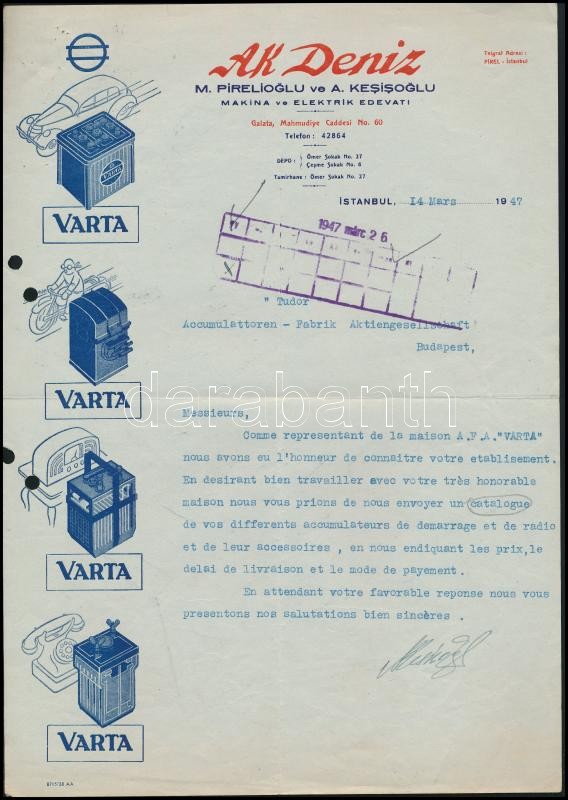 Ak Deniz
M. PİRELİOĞLU ve A. KEŞİŞOĞLU
MAKİNA ve ELEKTRİK EDEVATI
Galata, Mahmudiye Caddesi No. 60
Telefon : 42864
Telgraf Adresi :
PİREL - İstanbul
DEPO : Ömer Sokak No. 37
Çeşme Sokak No. 6
Tamirhane : Ömer Sokak No. 37
İSTANBUL, 14 Mars 1947
1947 márc 26
VARTA
VARTA
VARTA
VARTA
VARTA
" Tudor "
Accumulattoren - Fabrik Aktiengesellschaft
Budapest,
Messieurs,
Comme representant de la maison A.F.A."VARTA"
nous avons eu l'honneur de connaitre votre etablisement.
En desirant bien travailler avec votre très honorable
maison nous vous prions de nous envoyer un catalogue
de vos differents accumulateurs de demarrage et de radio
et de leur accessoires , en nous endiquant les prix,le
delai de livraison et le mode de payement.
En attendant votre favorable reponse nous vous
presentons nos salutations bien sincères .
darabanth